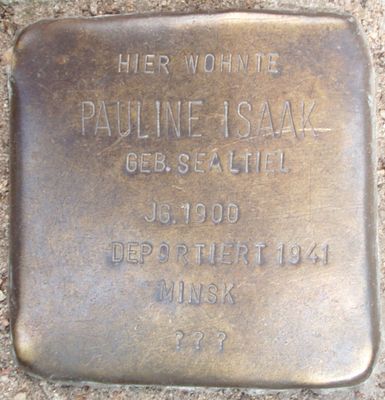 HIER WOHNTE
PAULINE ISAAK
GEB. SEALTIEL
JG. 1900
DEPORTIERT 1941
MINSK
???